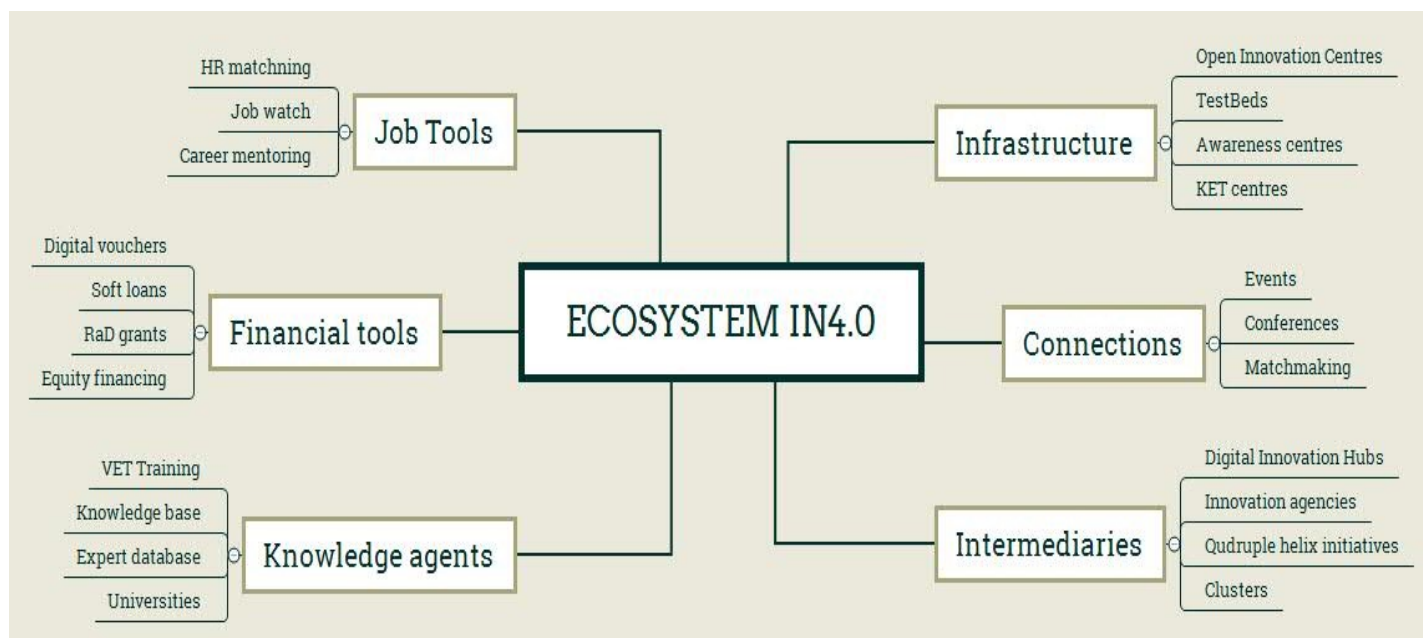 HR matchning
Job watch
Career mentoring
Job Tools
Digital vouchers
Soft loans
RaD grants
Equity financing
Financial tools
VET Training
Knowledge base
Expert database
Universities
Knowledge agents
ECOSYSTEM IN4.0
Infrastructure
Open Innovation Centres
TestBeds
Awareness centres
KET centres
Connections
Events
Conferences
Matchmaking
Intermediaries
Digital Innovation Hubs
Innovation agencies
Qudruple helix initiatives
Clusters